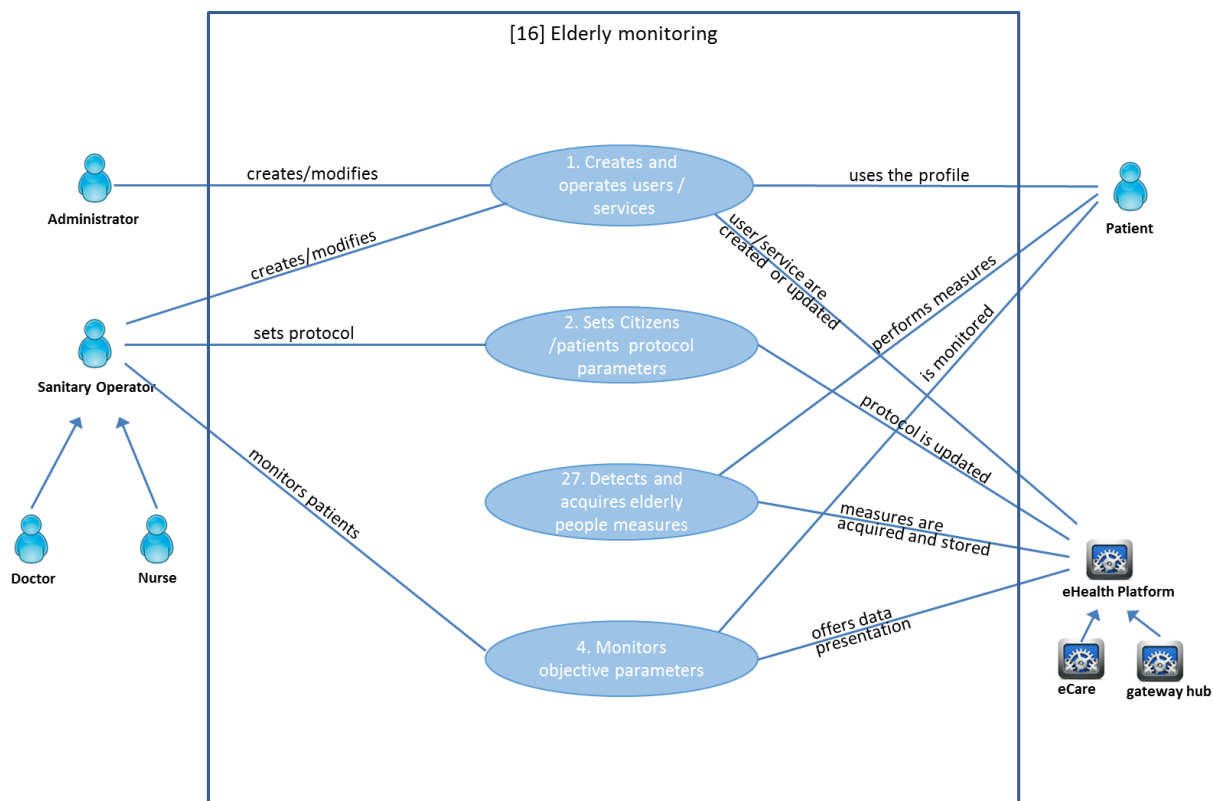 [16] Elderly monitoring
Administrator
creates/modifies
1. Creates and
operates users /
services
uses the profile
Patient
creates/modifies
user/service are
created or updated
performs measures
is monitored
Sanitary Operator
sets protocol
2. Sets Citizens
/patients protocol
parameters
protocol is updated
monitors patients
27. Detects and
acquires elderly
people measures
measures are
acquired and stored
Doctor
Nurse
eHealth Platform
offers data
presentation
4. Monitors
objective parameters
eCare
gateway hub